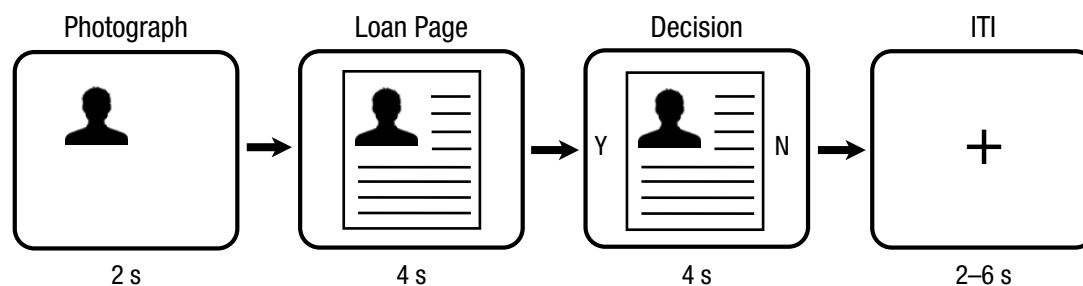 Photograph
Loan Page
Decision
ITI
Y
N
2 s
4 s
4 s
2–6 s